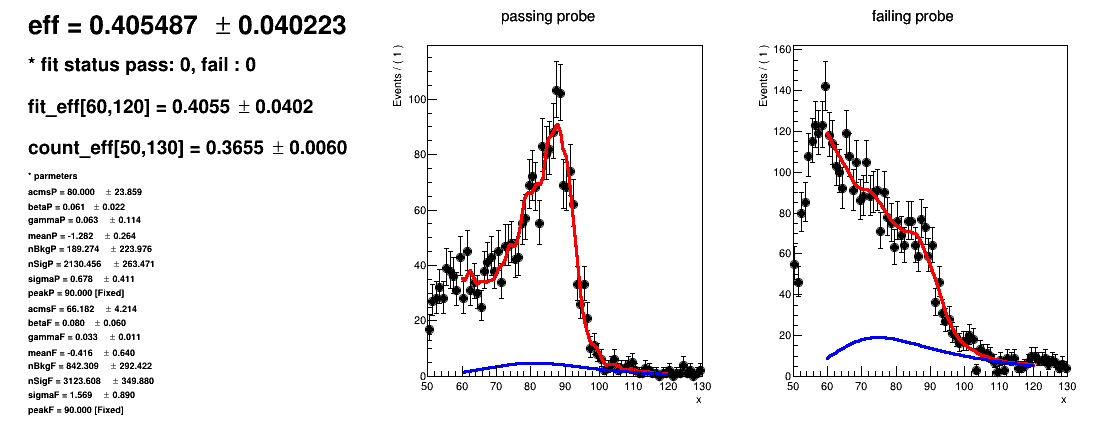 eff = 0.405487 ± 0.040223
* fit status pass: 0, fail : 0
fit_eff[60,120] = 0.4055 ± 0.0402
count_eff[50,130] = 0.3655 ± 0.0060
* parmeters
acmsP = 80.000 ± 23.859
betaP = 0.061 ± 0.022
gammaP = 0.063 ± 0.114
meanP = -1.282 ± 0.264
nBkgP = 189.274 ± 223.976
nSigP = 2130.456 ± 263.471
sigmaP = 0.678 ± 0.411
peakP = 90.000 [Fixed]
acmsF = 66.182 ± 4.214
betaF = 0.080 ± 0.060
gammaF = 0.033 ± 0.011
meanF = -0.416 ± 0.640
nBkgF = 842.309 ± 292.422
nSigF = 3123.608 ± 349.880
sigmaF = 1.569 ± 0.890
peakF = 90.000 [Fixed]
passing probe
Events / ( 1 )
100
80
60
40
20
0
50 60 70 80 90 100 110 120 130
x
failing probe
Events / ( 1 )
160
140
120
100
80
60
40
20
0
50 60 70 80 90 100 110 120 130
x